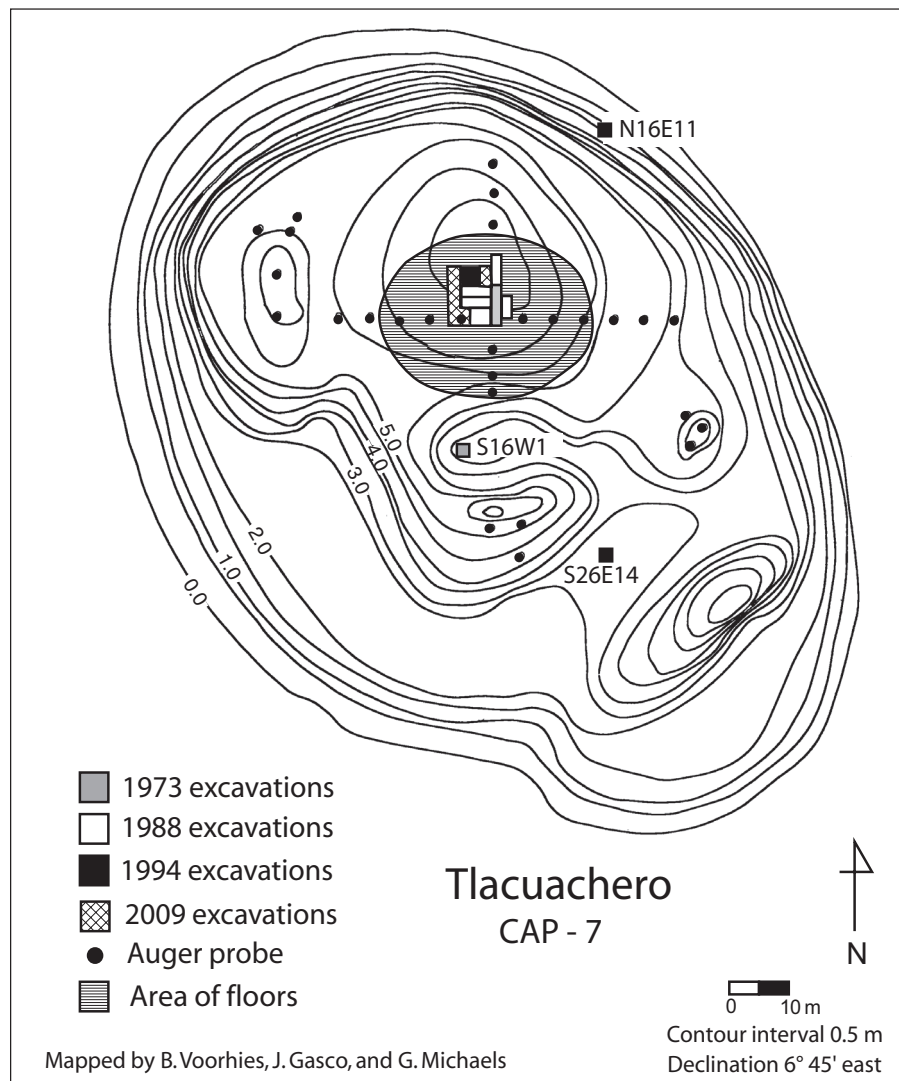 N16E11
S16W1
S26E14
5.0
4.0
3.0
2.0
1.0
0.0
1973 excavations
1988 excavations
1994 excavations
2009 excavations
Auger probe
Area of floors
Tlacuachero
CAP - 7
N
0 10 m
Contour interval 0.5 m
Declination 6° 45' east
Mapped by B. Voorhies, J. Gasco, and G. Michaels